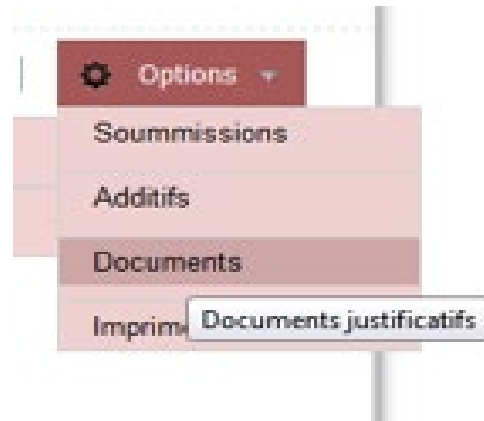 Options
Soummissions
Additifs
Documents
Imprim
Documents justificatifs